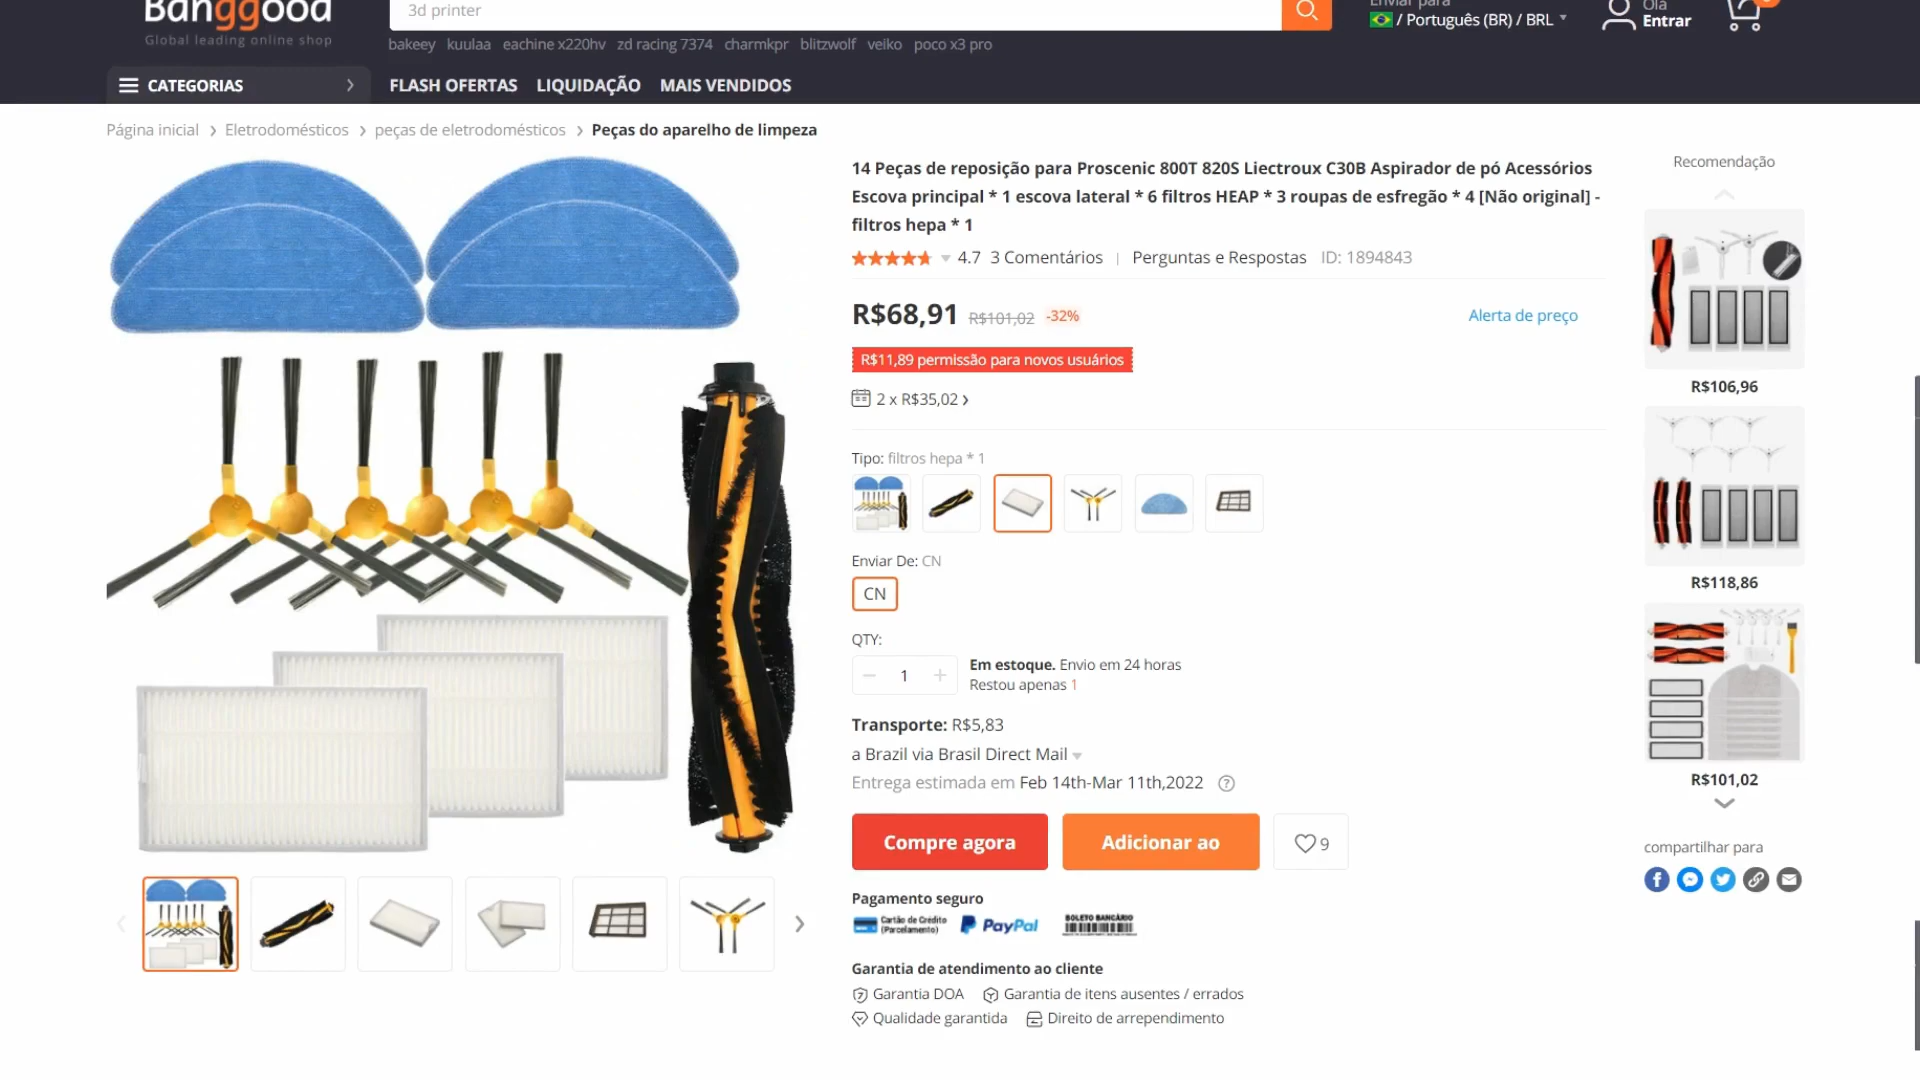 Banggood
Global leading online shop
3d printer
Enviar para
/ Português (BR) / BRL
Olá
Entrar
bakeey kuulaa eachine x220hv zd racing 7374 charmkpr blitzwolf veiko poco x3 pro
CATEGORIAS
FLASH OFERTAS LIQUIDAÇÃO MAIS VENDIDOS
Página inicial > Eletrodomésticos > peças de eletrodomésticos > Peças do aparelho de limpeza
14 Peças de reposição para Proscenic 800T 820S Liectroux C30B Aspirador de pó Acessórios
Escova principal * 1 escova lateral * 6 filtros HEAP * 3 roupas de esfregão * 4 [Não original] -
filtros hepa * 1
4.7 3 Comentários | Perguntas e Respostas ID: 1894843
R$68,91 R$101,02 -32%
Alerta de preço
R$11,89 permissão para novos usuários
2 x R$35,02 >
Tipo: filtros hepa * 1
Enviar De: CN
CN
QTY:
− 1 +
Em estoque. Envio em 24 horas
Restou apenas 1
Transporte: R$5,83
a Brazil via Brasil Direct Mail
Entrega estimada em Feb 14th-Mar 11th,2022 ?
Compre agora
Adicionar ao
9
Pagamento seguro
Cartão de Crédito
(Parcelamento)
PayPal
BOLETO BANCÁRIO
Garantia de atendimento ao cliente
Garantia DOA Garantia de itens ausentes / errados
Qualidade garantida Direito de arrependimento
Recomendação
R$106,96
R$118,86
R$101,02
compartilhar para